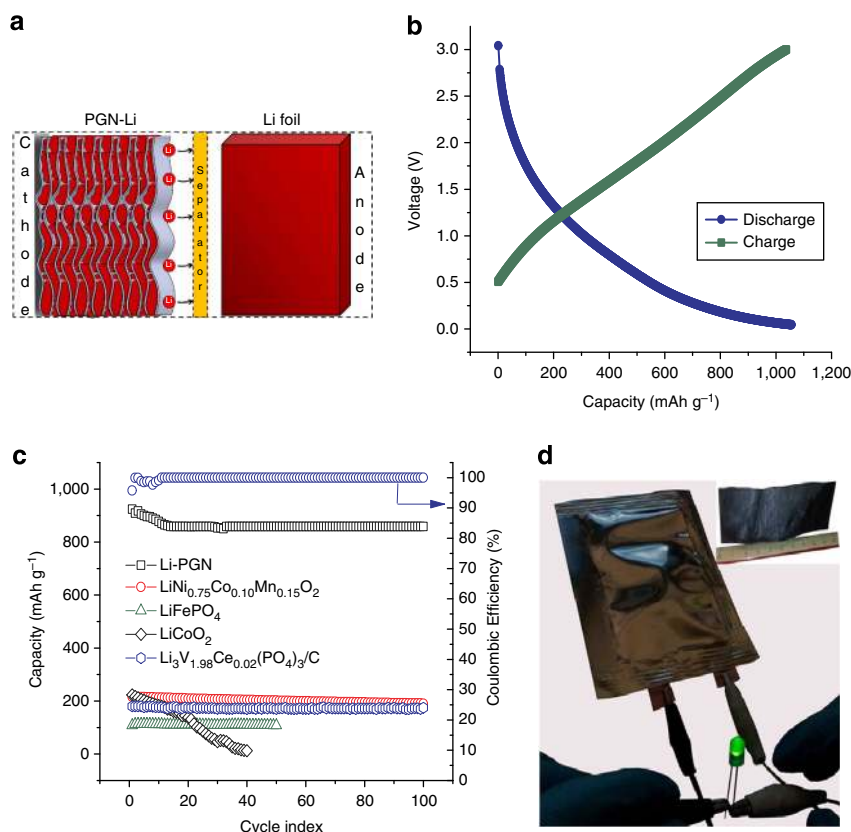 a
PGN-Li
Li foil
Cathode
Li
Li
Li
Li
Li
Separator
Anode
b
3.0
2.5
2.0
1.5
1.0
0.5
0.0
Voltage (V)
Discharge
Charge
0
200
400
600
800
1,000
1,200
Capacity (mAh g⁻¹)
c
1,000
800
600
400
200
0
Capacity (mAh g⁻¹)
Li-PGN
LiNi₀.₇₅Co₀.₁₀Mn₀.₁₅O₂
LiFePO₄
LiCoO₂
Li₃V₁.₉₈Ce₀.₀₂(PO₄)₃/C
100
90
80
70
60
50
40
30
20
10
0
Coulombic Efficiency (%)
0
20
40
60
80
100
Cycle index
d